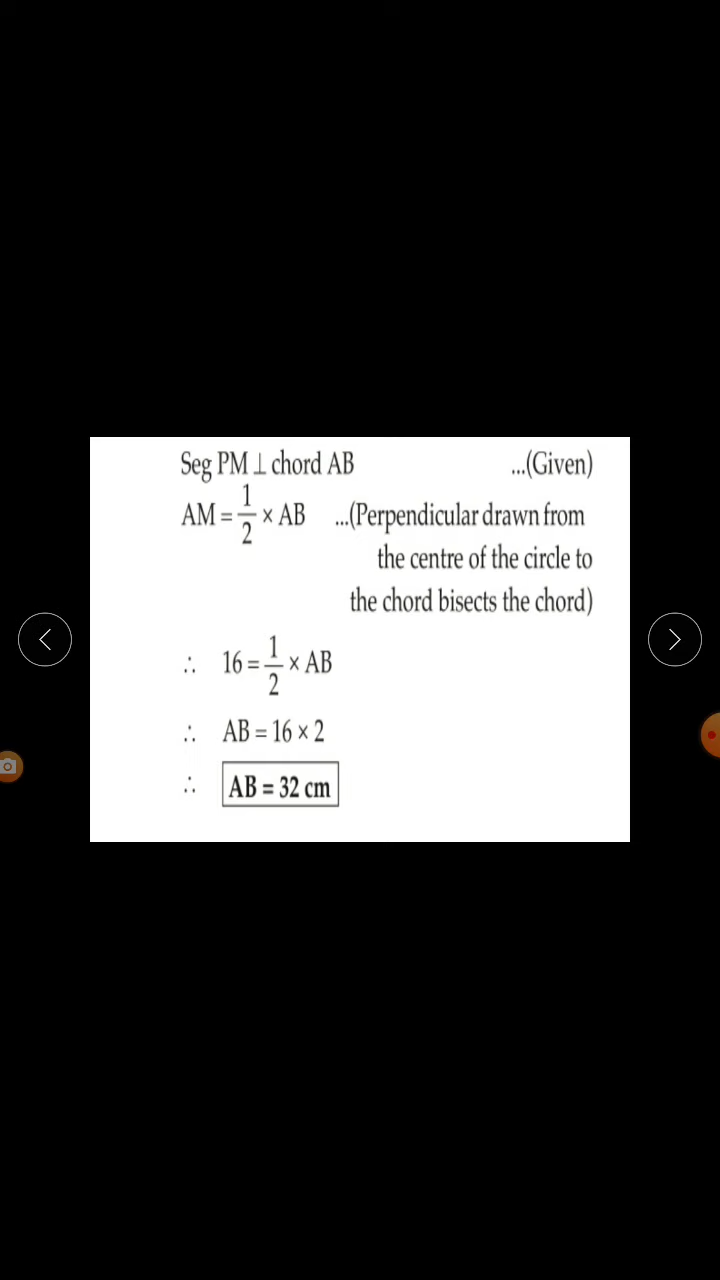 Seg PM ⊥ chord AB ...(Given)
AM = 1/2 × AB ...(Perpendicular drawn from
the centre of the circle to
the chord bisects the chord)
∴ 16 = 1/2 × AB
∴ AB = 16 × 2
∴ AB = 32 cm